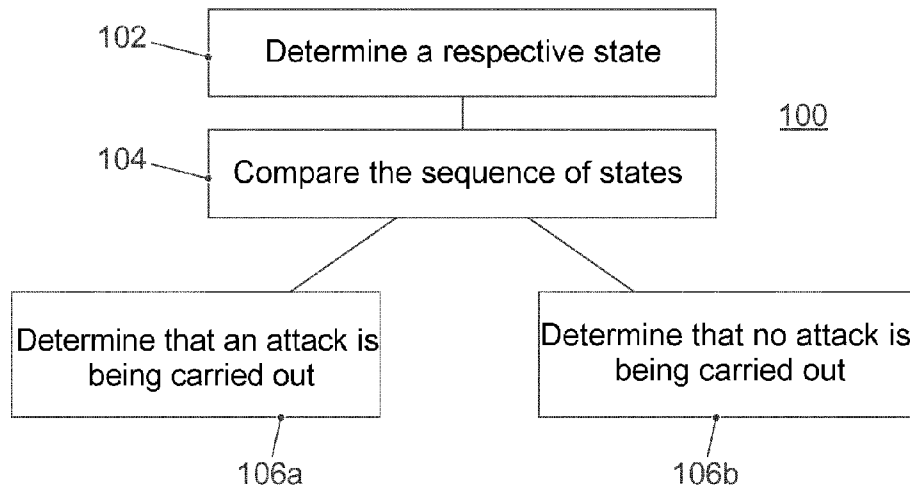 102
Determine a respective state
100
104
Compare the sequence of states
Determine that an attack is
being carried out
Determine that no attack is
being carried out
106a
106b